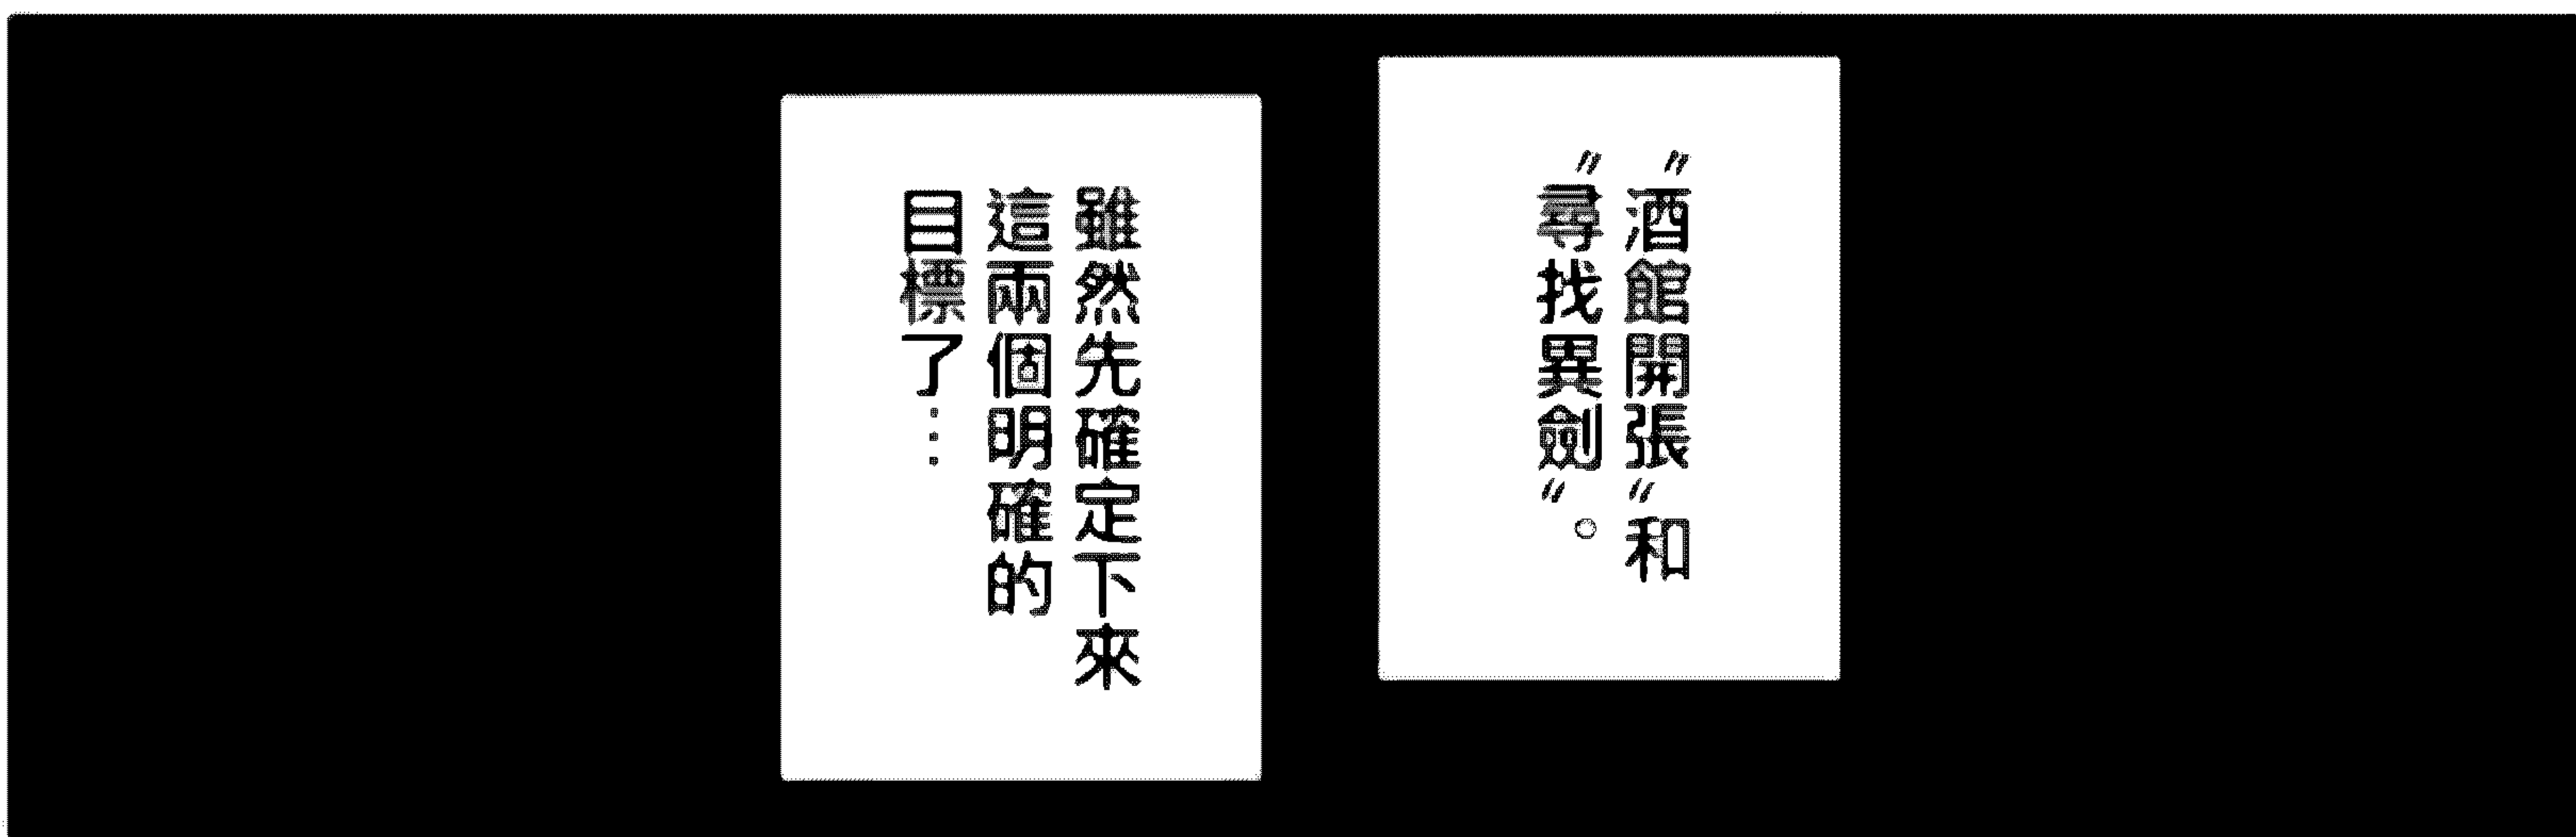 〝酒館開張〞和
〝尋找異劍〞。
雖然先確定下來
這兩個明確的
目標了…